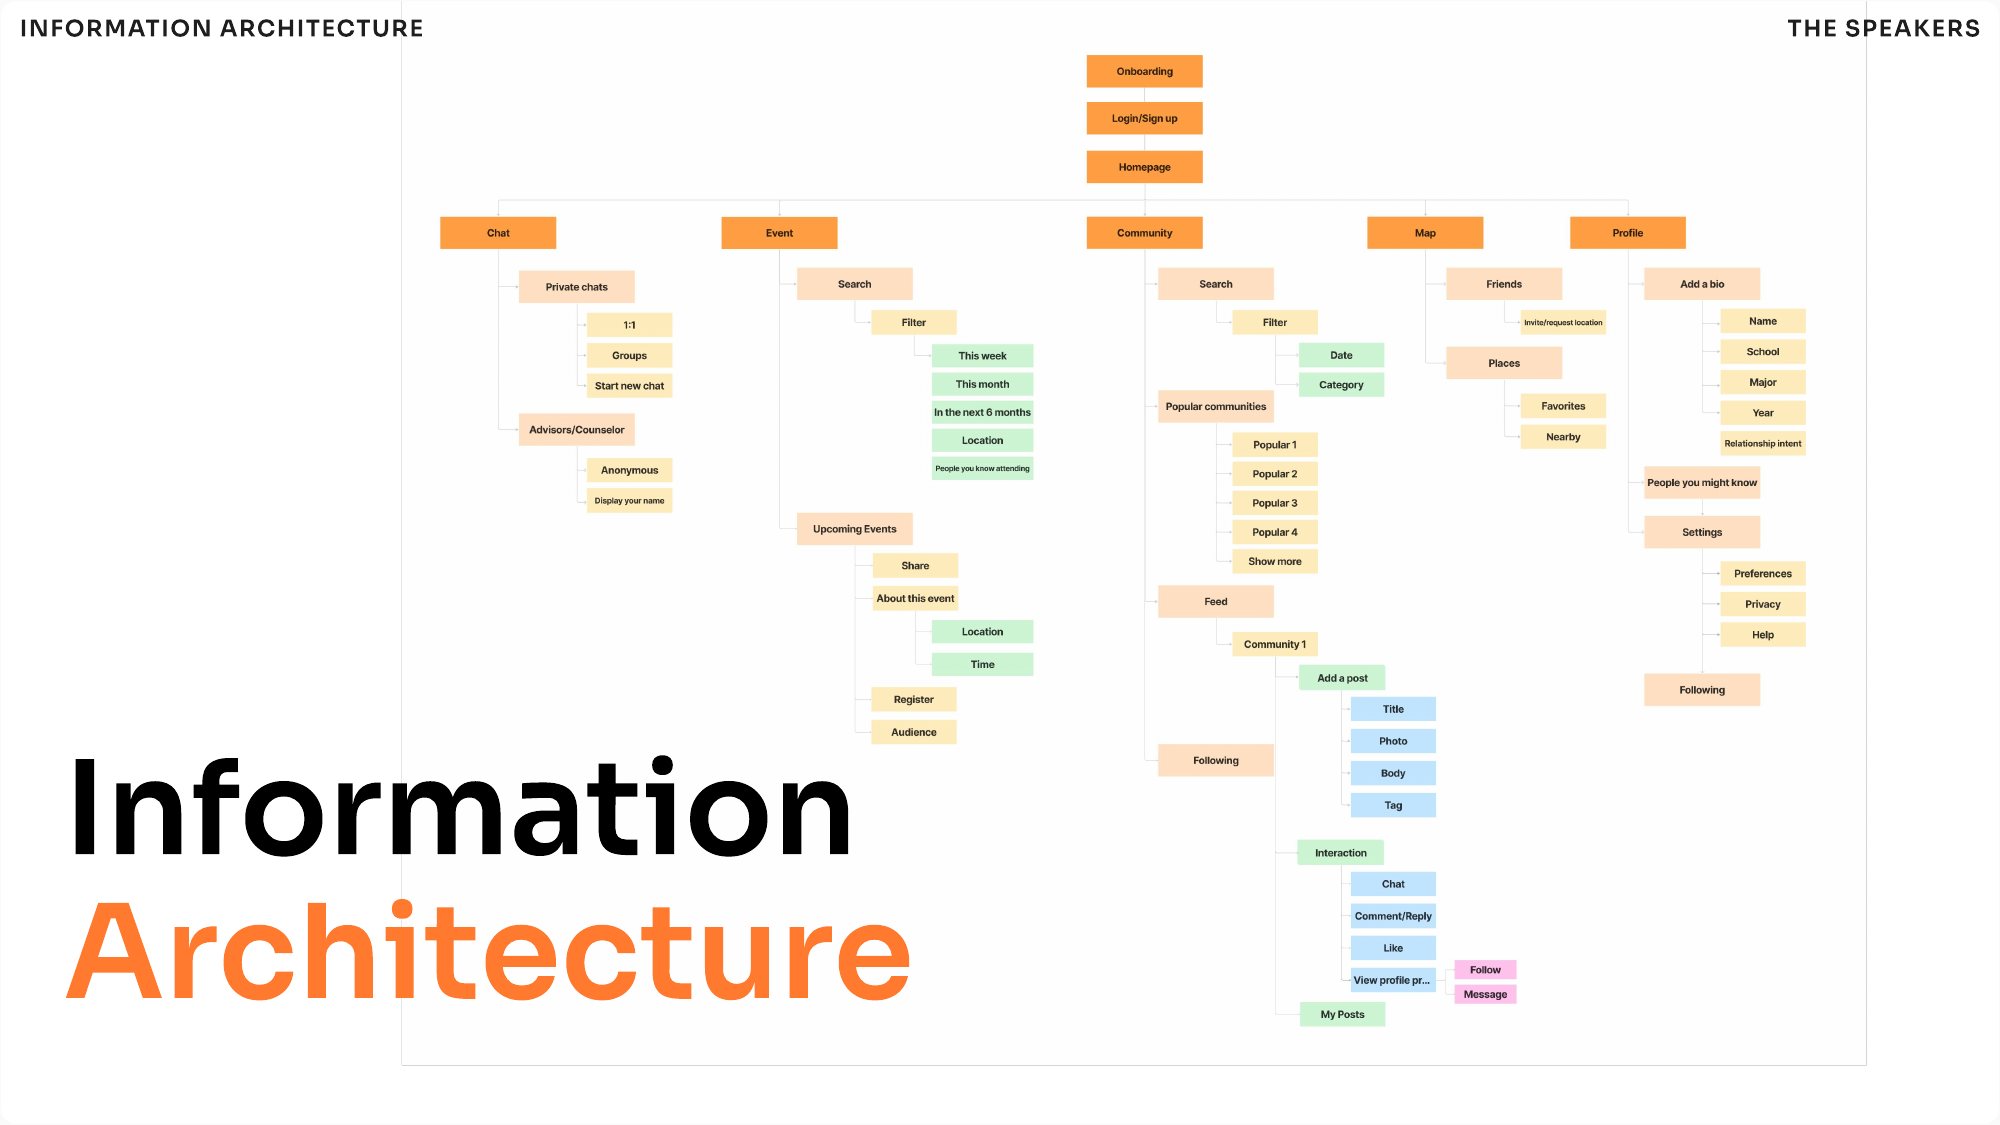 INFORMATION ARCHITECTURE
THE SPEAKERS
Onboarding
Login/Sign up
Homepage
Chat
Private chats
1:1
Groups
Start new chat
Advisors/Counselor
Anonymous
Display your name
Event
Search
Filter
This week
This month
In the next 6 months
Location
People you know attending
Upcoming Events
Share
About this event
Location
Time
Register
Audience
Community
Search
Filter
Date
Category
Popular communities
Popular 1
Popular 2
Popular 3
Popular 4
Show more
Feed
Community 1
Add a post
Title
Photo
Body
Tag
Interaction
Chat
Comment/Reply
Like
View profile pr...
Follow
Message
My Posts
Following
Map
Friends
Invite/request location
Places
Favorites
Nearby
Profile
Add a bio
Name
School
Major
Year
Relationship intent
People you might know
Settings
Preferences
Privacy
Help
Following
Information
Architecture